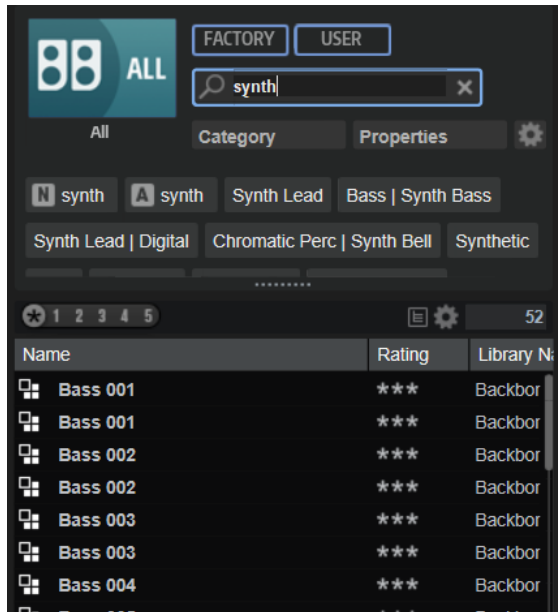 FACTORY USER
ALL
synth
All
Category Properties
N synth A synth Synth Lead Bass | Synth Bass
Synth Lead | Digital Chromatic Perc | Synth Bell Synthetic
1 2 3 4 5 52
Name Rating Library Na
Bass 001 *** Backbor
Bass 001 *** Backbor
Bass 002 *** Backbor
Bass 002 *** Backbor
Bass 003 *** Backbor
Bass 003 *** Backbor
Bass 004 *** Backbor